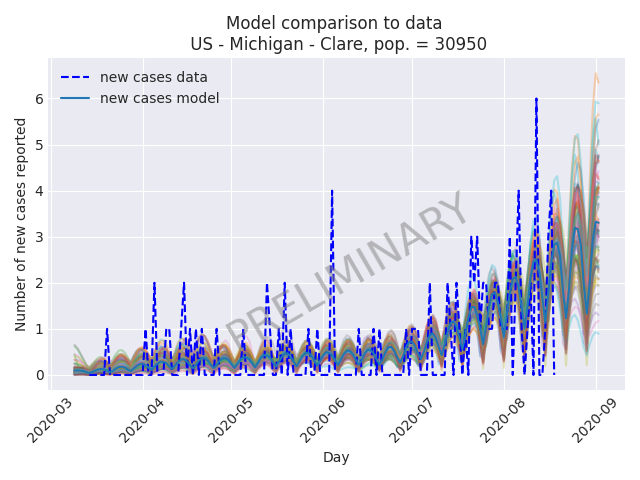 Model comparison to data
US - Michigan - Clare, pop. = 30950
new cases data
new cases model
6
5
4
3
2
1
0
Number of new cases reported
PRELIMINARY
2020-03
2020-04
2020-05
2020-06
2020-07
2020-08
2020-09
Day